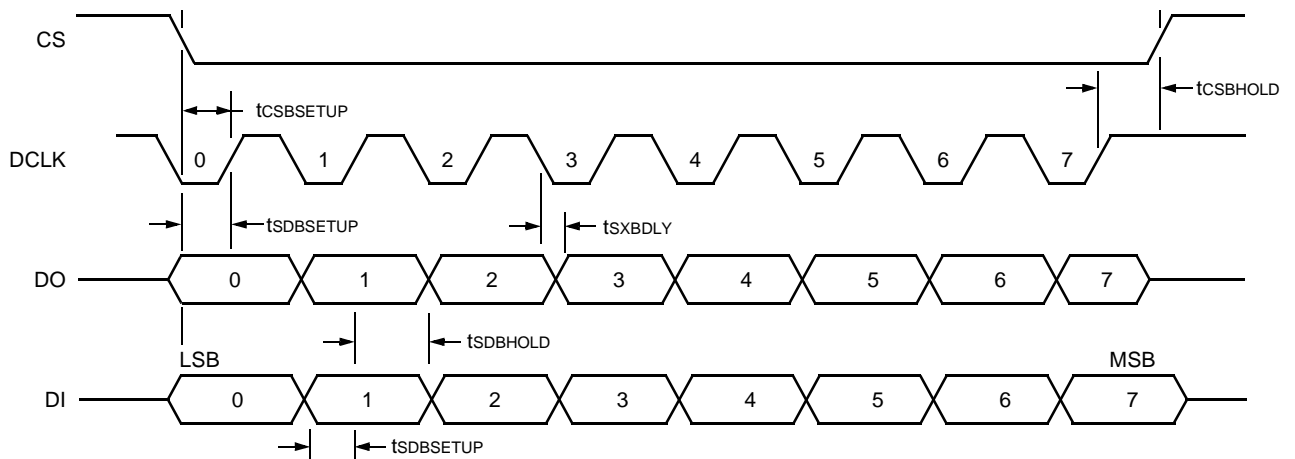 CS
tCSBSETUP
tCSBHOLD
DCLK 0 1 2 3 4 5 6 7
tSDBSETUP
tSXBDLY
DO 0 1 2 3 4 5 6 7
tSDBHOLD
LSB MSB
DI 0 1 2 3 4 5 6 7
tSDBSETUP